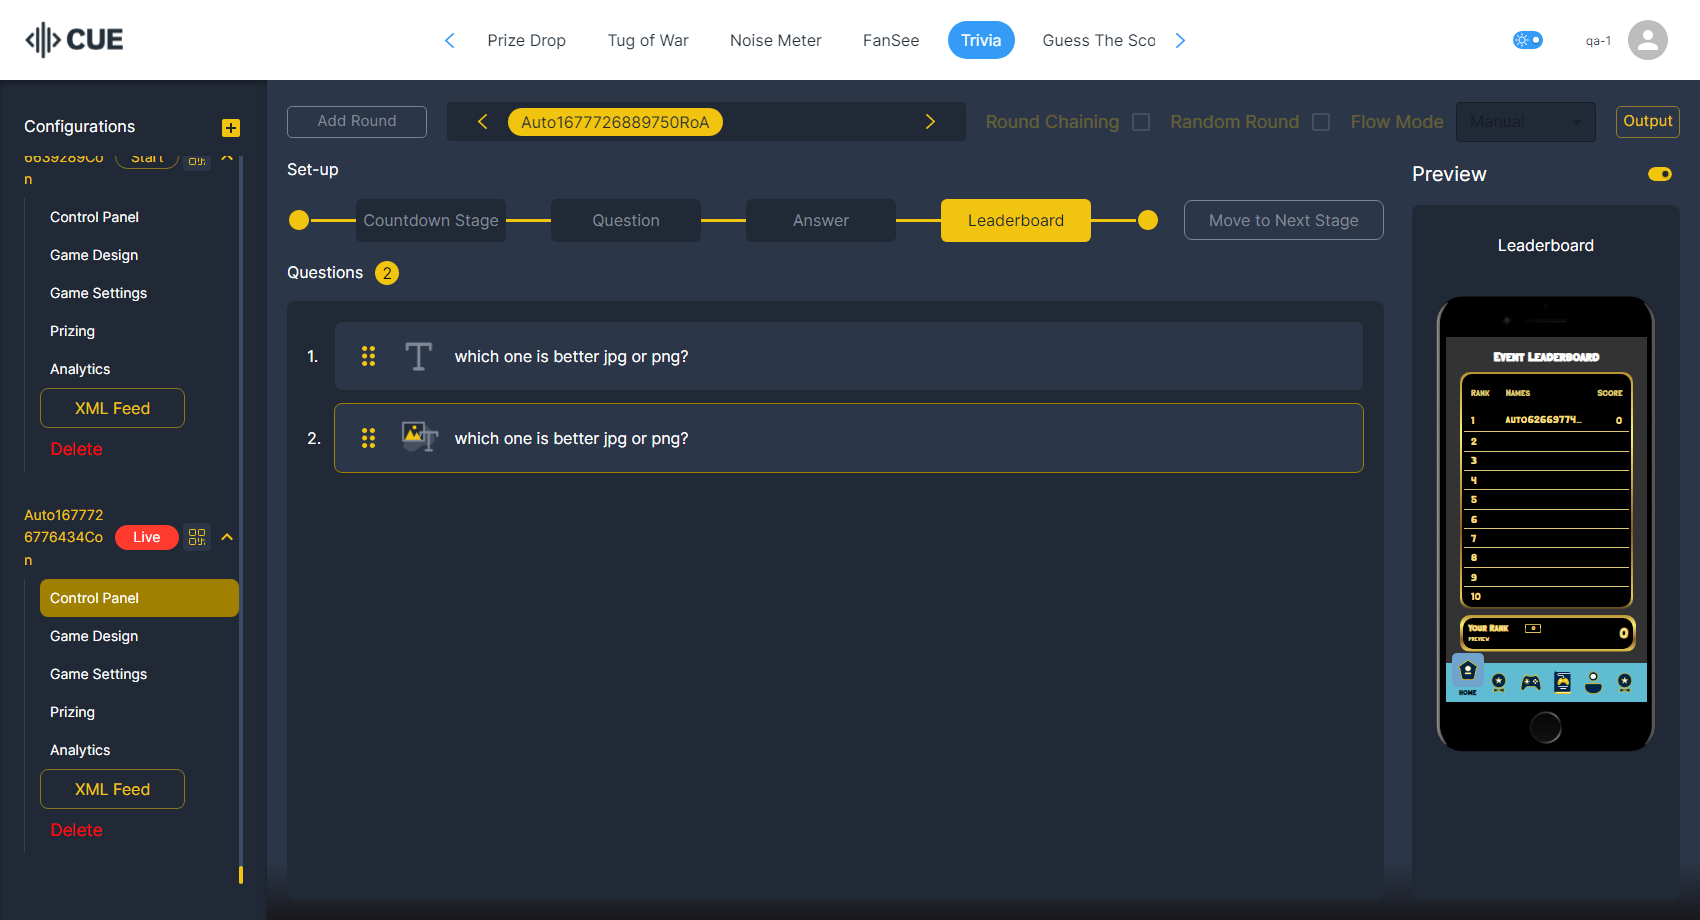 CUE
Prize Drop
Tug of War
Noise Meter
FanSee
Trivia
Guess The Sco
qa-1
Configurations
6639289Co
n
Start
Control Panel
Game Design
Game Settings
Prizing
Analytics
XML Feed
Delete
Auto167772
6776434Co
n
Live
Control Panel
Game Design
Game Settings
Prizing
Analytics
XML Feed
Delete
Add Round
Auto1677726889750RoA
Round Chaining
Random Round
Flow Mode
Manual
Output
Set-up
Countdown Stage
Question
Answer
Leaderboard
Move to Next Stage
Questions 2
1. which one is better jpg or png?
2. which one is better jpg or png?
Preview
Leaderboard
Event Leaderboard
Rank Names Score
1 Auto62669774... 0
2
3
4
5
6
7
8
9
10
Your Rank
Preview
0
Home